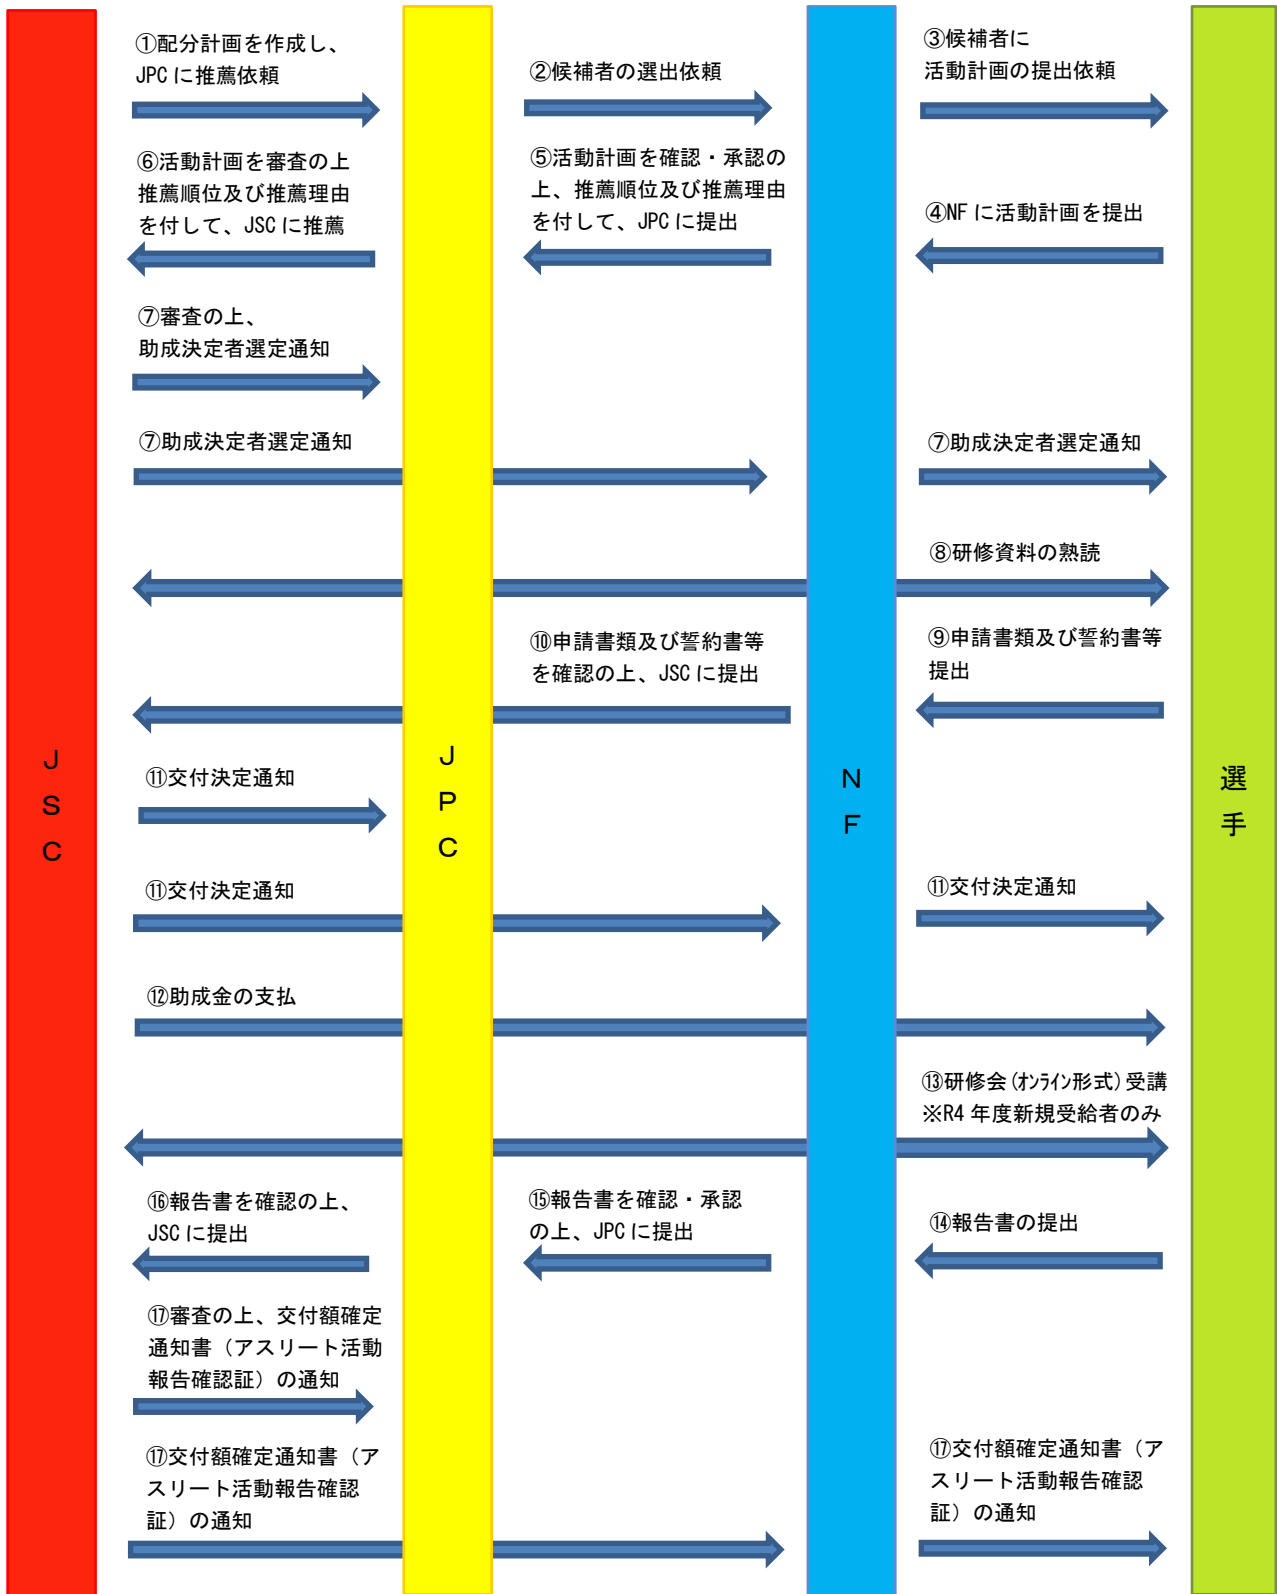 ①配分計画を作成し、
JPCに推薦依頼
②候補者の選出依頼
③候補者に
活動計画の提出依頼
⑥活動計画を審査の上
推薦順位及び推薦理由
を付して、JSCに推薦
⑤活動計画を確認・承認の
上、推薦順位及び推薦理由
を付して、JPCに提出
④NFに活動計画を提出
⑦審査の上、
助成決定者選定通知
⑦助成決定者選定通知
⑦助成決定者選定通知
⑧研修資料の熟読
⑩申請書類及び誓約書等
を確認の上、JSCに提出
⑨申請書類及び誓約書等
提出
JSC
JPC
NF
選手
⑪交付決定通知
⑪交付決定通知
⑪交付決定通知
⑫助成金の支払
⑬研修会(オンライン形式)受講
※R4年度新規受給者のみ
⑯報告書を確認の上、
JSCに提出
⑮報告書を確認・承認
の上、JPCに提出
⑭報告書の提出
⑰審査の上、交付額確定
通知書（アスリート活動
報告確認証）の通知
⑰交付額確定通知書（ア
スリート活動報告確認
証）の通知
⑰交付額確定通知書（ア
スリート活動報告確認
証）の通知